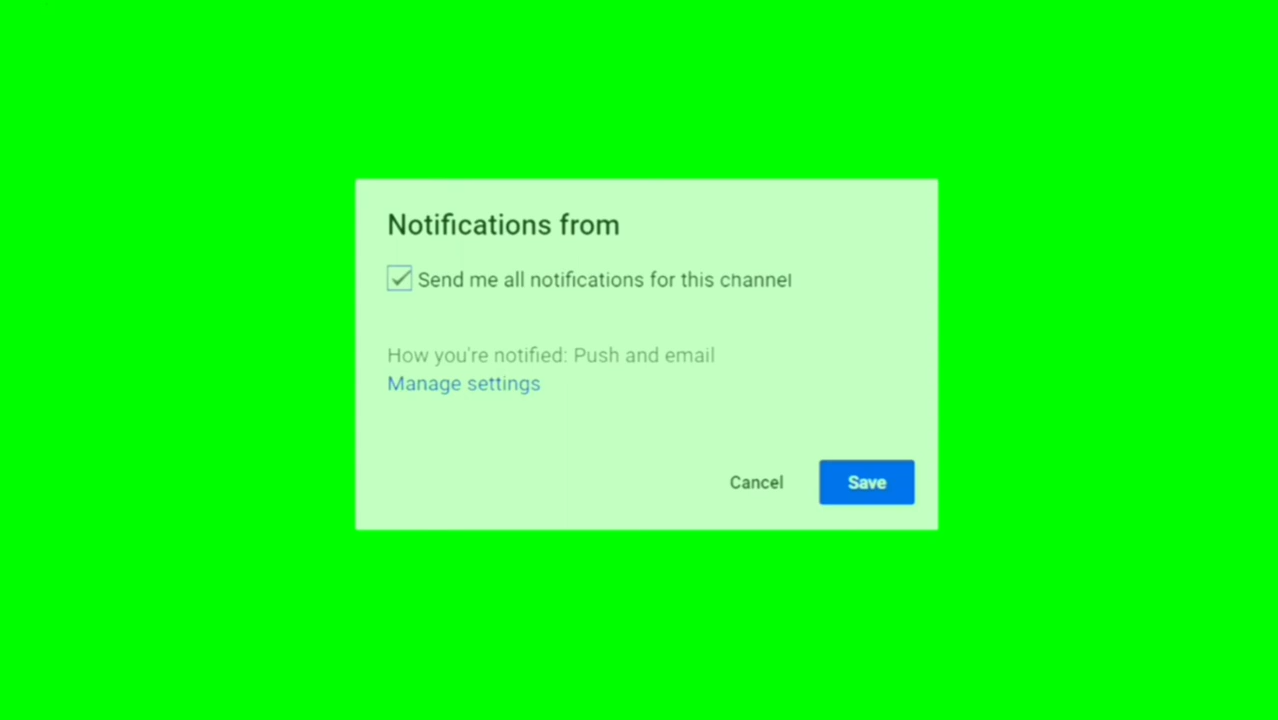 Notifications from
Send me all notifications for this channel
How you're notified: Push and email
Manage settings
Cancel
Save